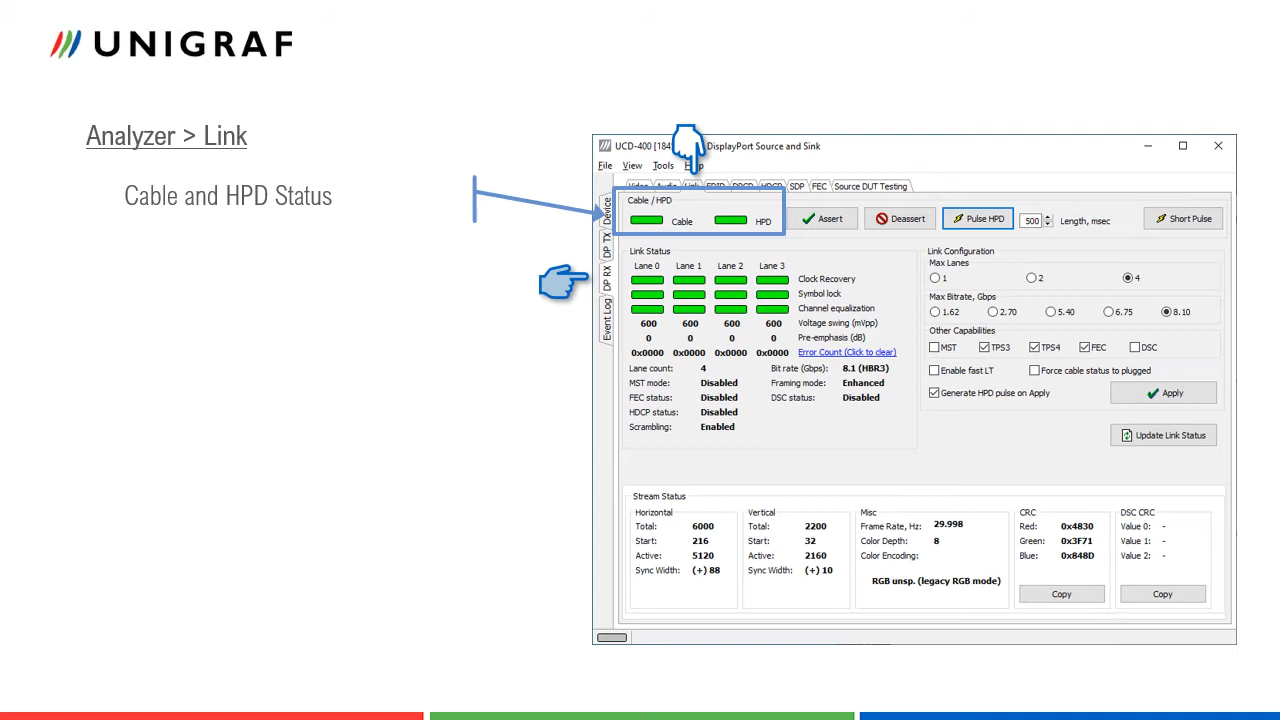 UNIGRAF
Analyzer > Link
Cable and HPD Status
UCD-400 [184 DisplayPort Source and Sink
File View Tools
Video Audio Link EDID DPCD HDCP SDP FEC Source DUT Testing
Device
DP TX
DP RX
Event Log
Cable / HPD
Cable HPD Assert Deassert Pulse HPD 500 Length, msec Short Pulse
Link Status
Lane 0 Lane 1 Lane 2 Lane 3
Clock Recovery
Symbol lock
Channel equalization
600 600 600 600 Voltage swing (mVpp)
0 0 0 0 Pre-emphasis (dB)
0x0000 0x0000 0x0000 0x0000 Error Count (Click to clear)
Lane count: 4 Bit rate (Gbps): 8.1 (HBR3)
MST mode: Disabled Framing mode: Enhanced
FEC status: Disabled DSC status: Disabled
HDCP status: Disabled
Scrambling: Enabled
Link Configuration
Max Lanes
1 2 4
Max Bitrate, Gbps
1.62 2.70 5.40 6.75 8.10
Other Capabilities
MST TPS3 TPS4 FEC DSC
Enable fast LT Force cable status to plugged
Generate HPD pulse on Apply Apply
Update Link Status
Stream Status
Horizontal
Total: 6000
Start: 216
Active: 5120
Sync Width: (+) 88
Vertical
Total: 2200
Start: 32
Active: 2160
Sync Width: (+) 10
Misc
Frame Rate, Hz: 29.998
Color Depth: 8
Color Encoding:
RGB unsp. (legacy RGB mode)
CRC
Red: 0x4830
Green: 0x3F71
Blue: 0x848D
Copy
DSC CRC
Value 0: -
Value 1: -
Value 2: -
Copy